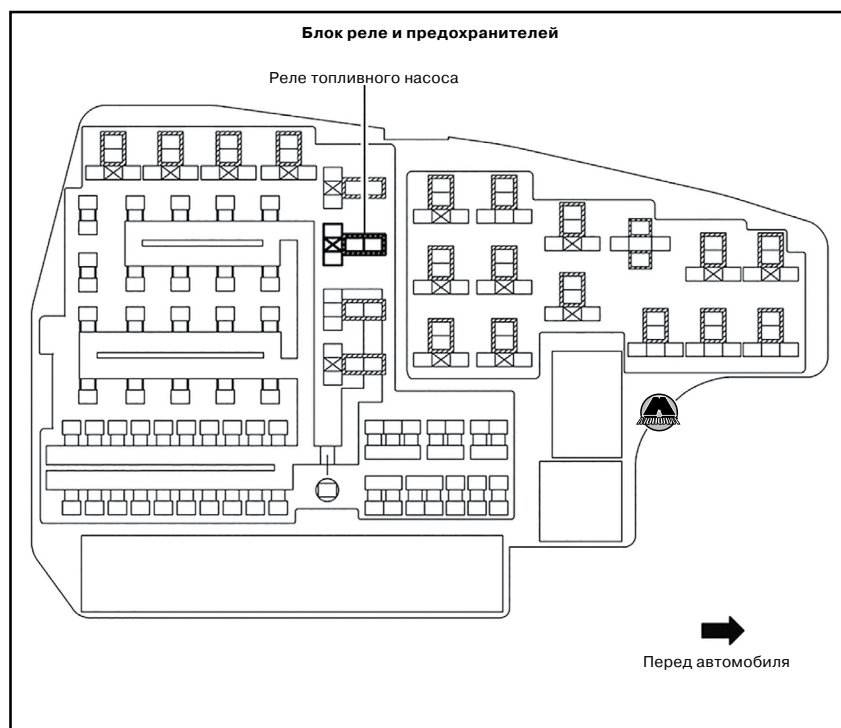 Блок реле и предохранителей
Реле топливного насоса
Перед автомобиля